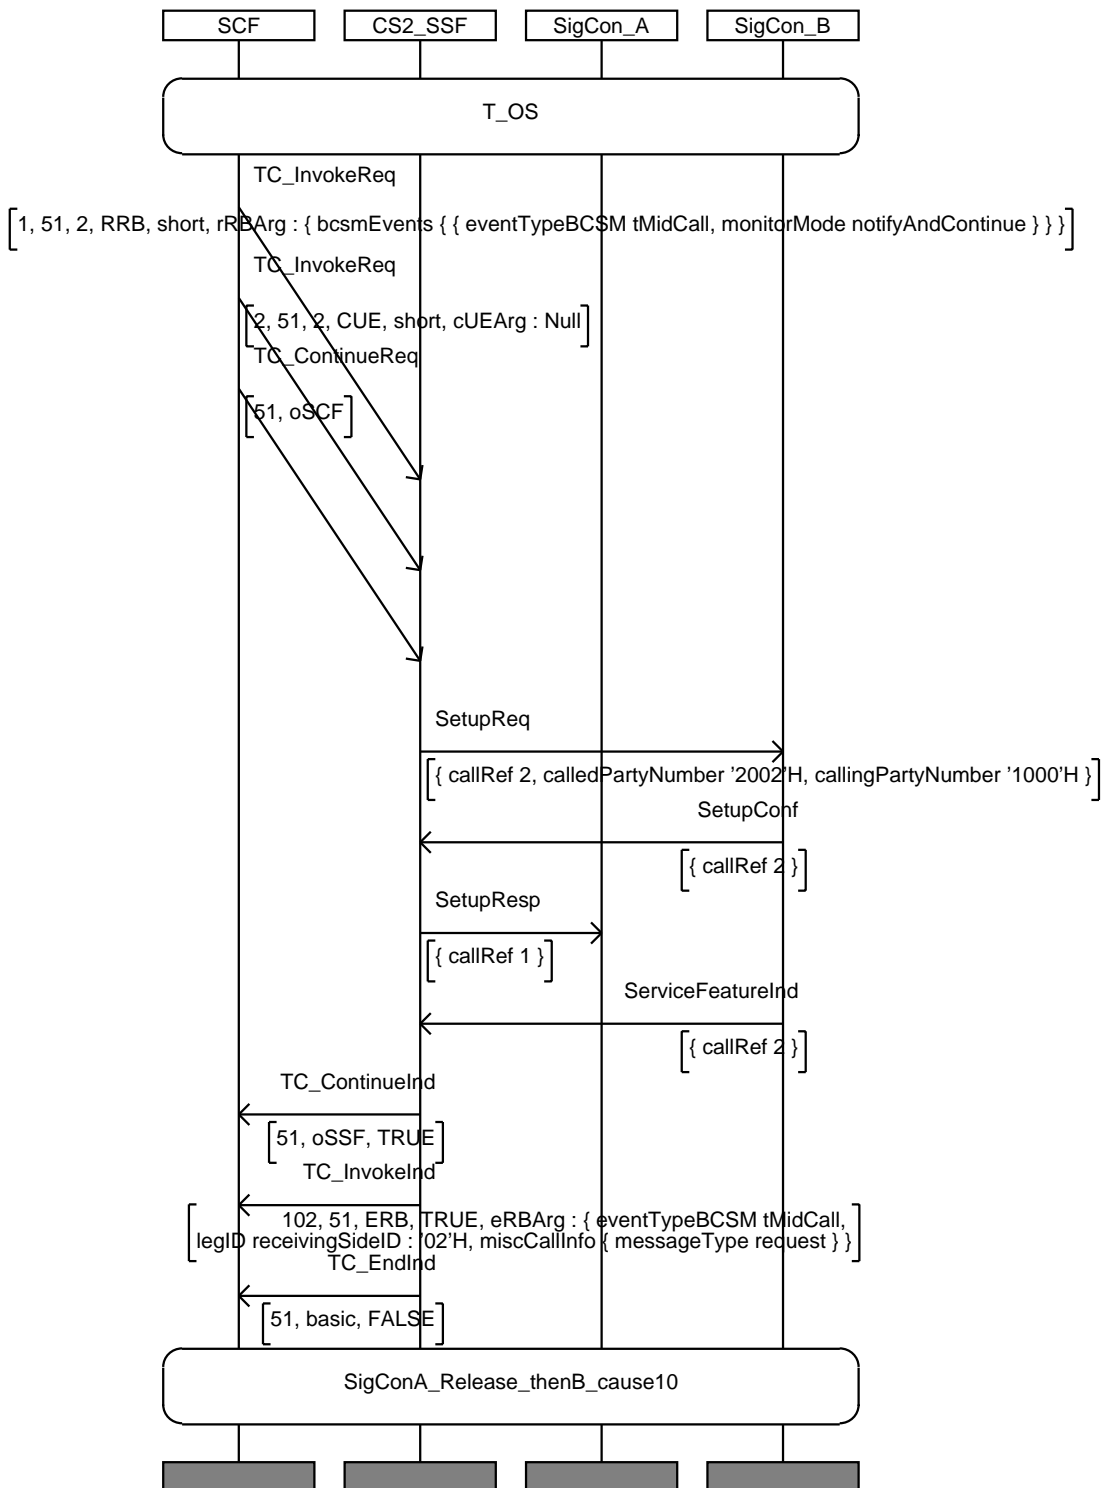 SCF CS2_SSF SigCon_A SigCon_B
T_OS
TC_InvokeReq
1, 51, 2, RRB, short, rRBArg : { bcsmEvents { { eventTypeBCSM tMidCall, monitorMode notifyAndContinue } } }
TC_InvokeReq
2, 51, 2, CUE, short, cUEArg : Null
TC_ContinueReq
51, oSCF
SetupReq
{ callRef 2, calledPartyNumber '2002'H, callingPartyNumber '1000'H }
SetupConf
{ callRef 2 }
SetupResp
{ callRef 1 }
ServiceFeatureInd
{ callRef 2 }
TC_ContinueInd
51, oSSF, TRUE
TC_InvokeInd
102, 51, ERB, TRUE, eRBArg : { eventTypeBCSM tMidCall,
legID receivingSideID : '02'H, miscCallInfo { messageType request } }
TC_EndInd
51, basic, FALSE
SigConA_Release_thenB_cause10